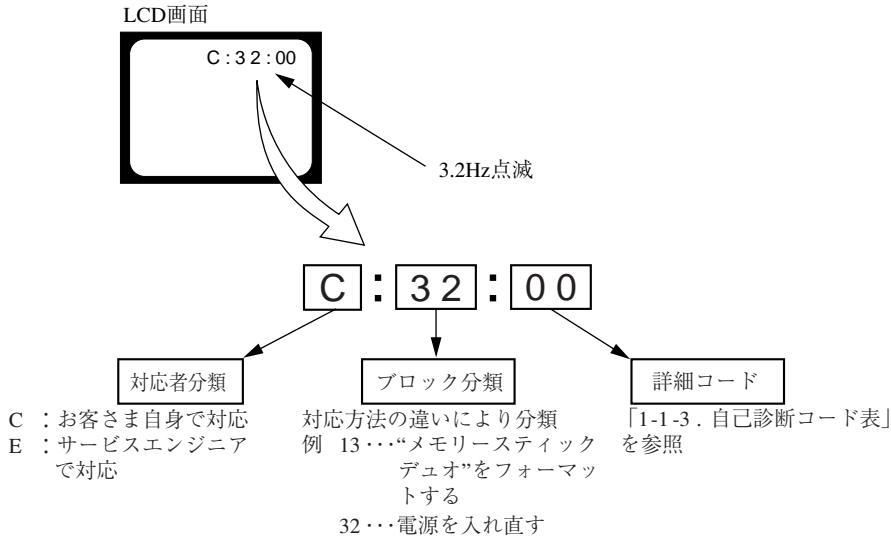 LCD画面
C:32:00
3.2Hz点滅
C:32:00
対応者分類
C ：お客さま自身で対応
E ：サービスエンジニア
で対応
ブロック分類
対応方法の違いにより分類
例 13･･･“メモリースティック
デュオ”をフォーマッ
トする
32･･･電源を入れ直す
詳細コード
「1-1-3．自己診断コード表」
を参照